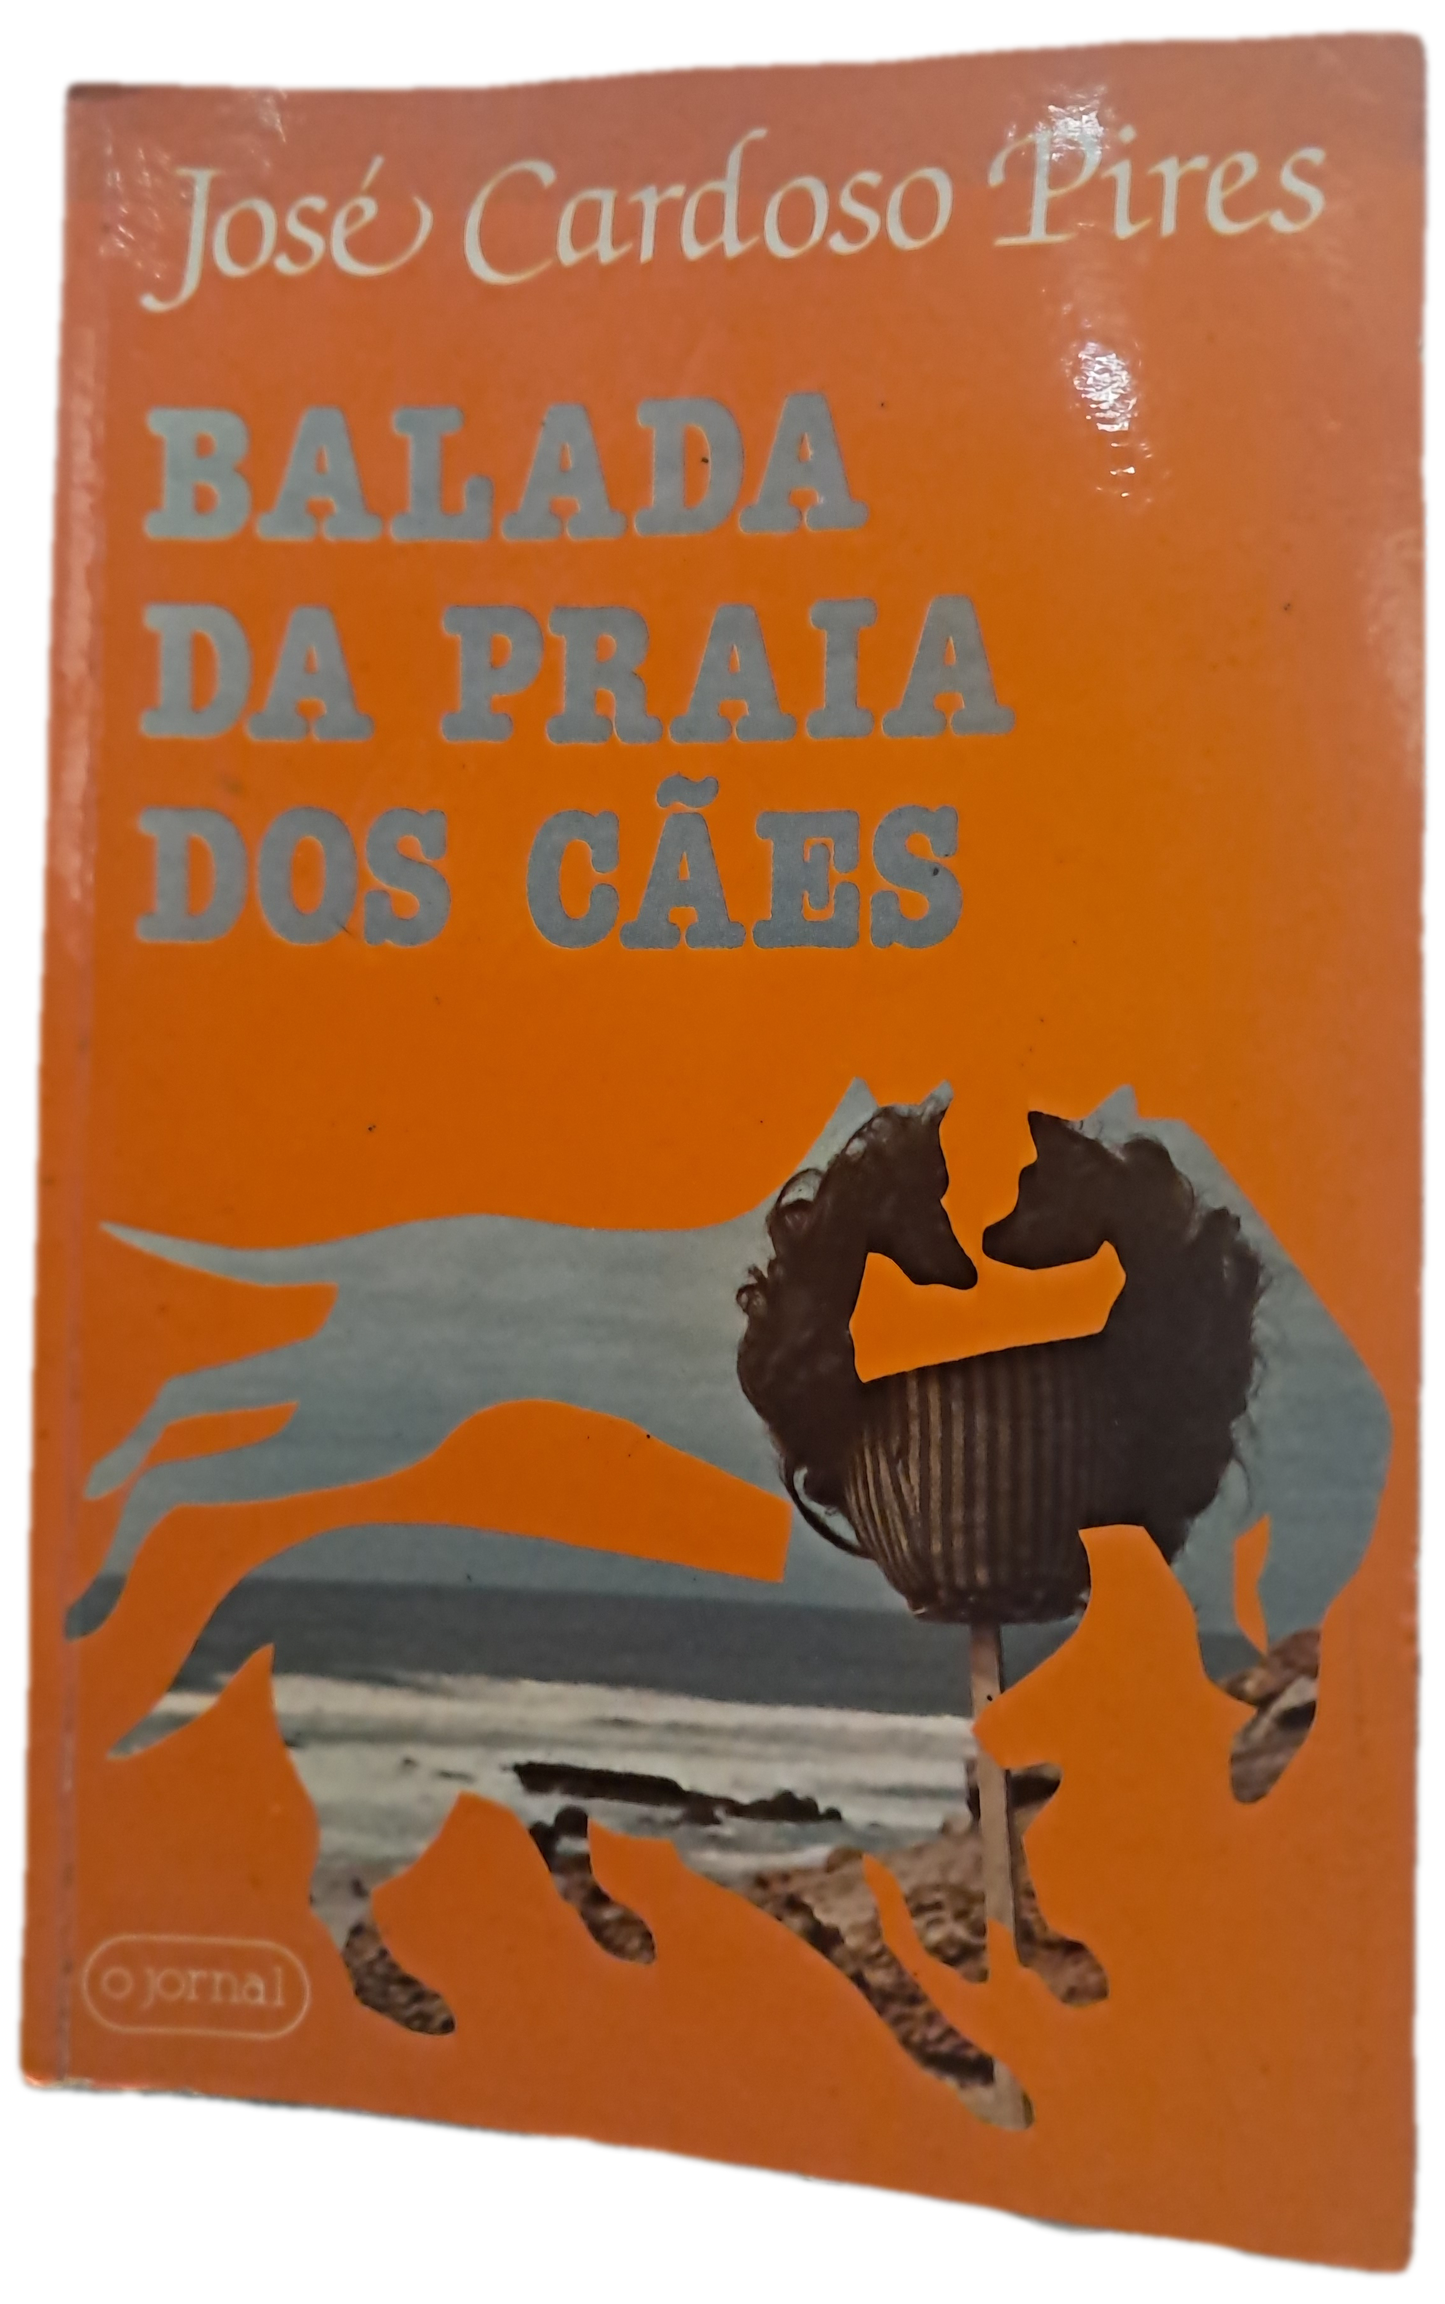 José Cardoso Pires
BALADA
DA PRAIA
DOS CÃES
o jornal